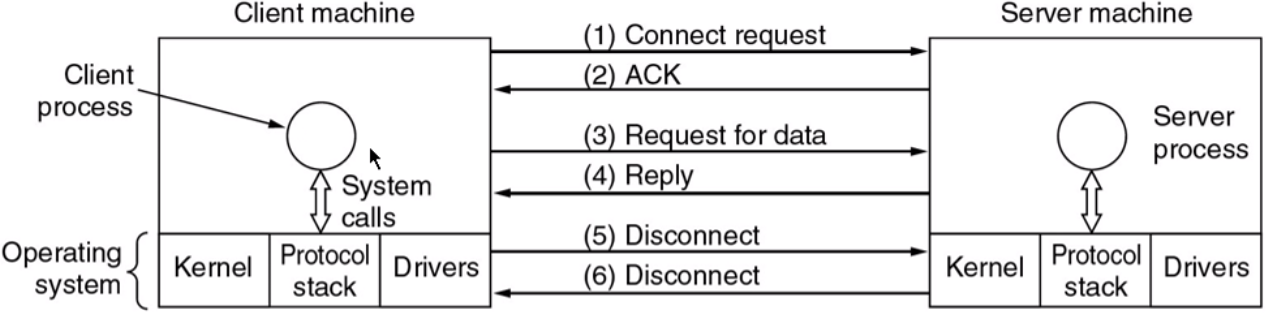 Client machine
Server machine
Client
process
System
calls
Operating
system
Kernel
Protocol
stack
Drivers
(1) Connect request
(2) ACK
(3) Request for data
(4) Reply
(5) Disconnect
(6) Disconnect
Server
process
Kernel
Protocol
stack
Drivers